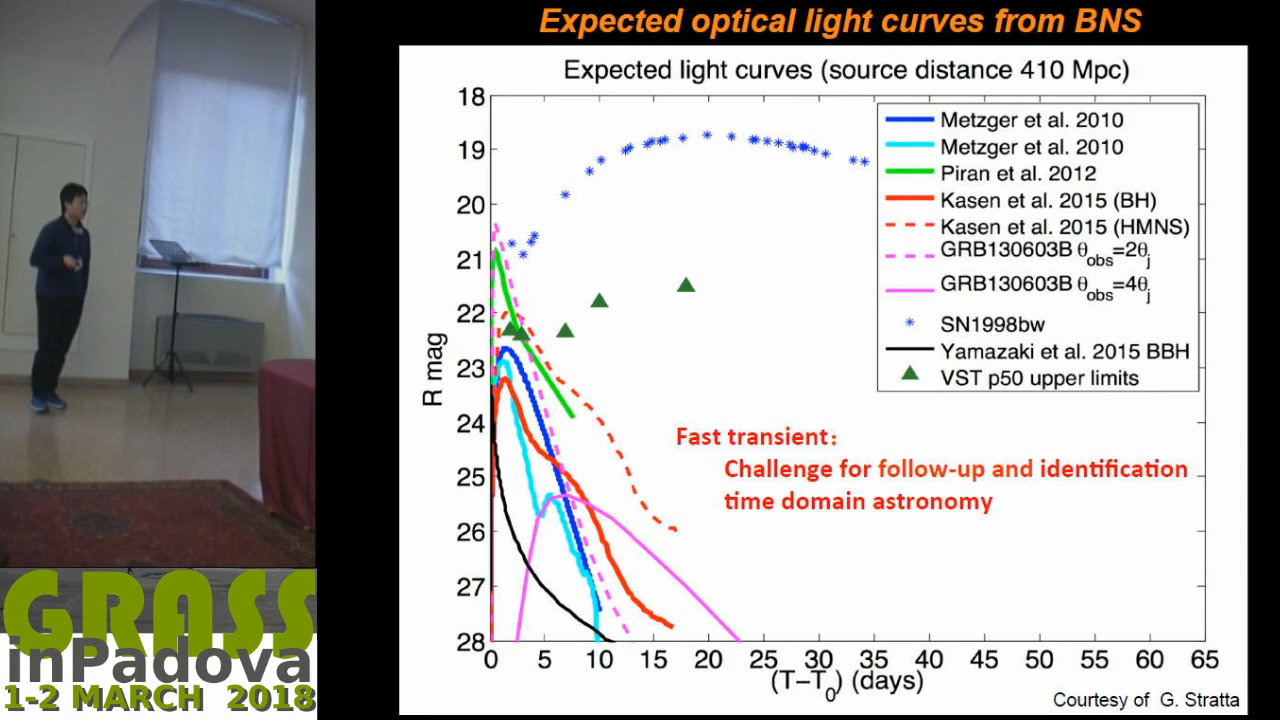 Expected optical light curves from BNS
Expected light curves (source distance 410 Mpc)
18
19
20
21
22
23
24
25
26
27
28
R mag
Metzger et al. 2010
Metzger et al. 2010
Piran et al. 2012
Kasen et al. 2015 (BH)
Kasen et al. 2015 (HMNS)
GRB130603B θobs=2θj
GRB130603B θobs=4θj
SN1998bw
Yamazaki et al. 2015 BBH
VST p50 upper limits
Fast transient:
Challenge for follow-up and identification
time domain astronomy
0 5 10 15 20 25 30 35 40 45 50 55 60 65
(T−T0) (days)
Courtesy of G. Stratta
GRASS
inPadova
1-2 MARCH 2018